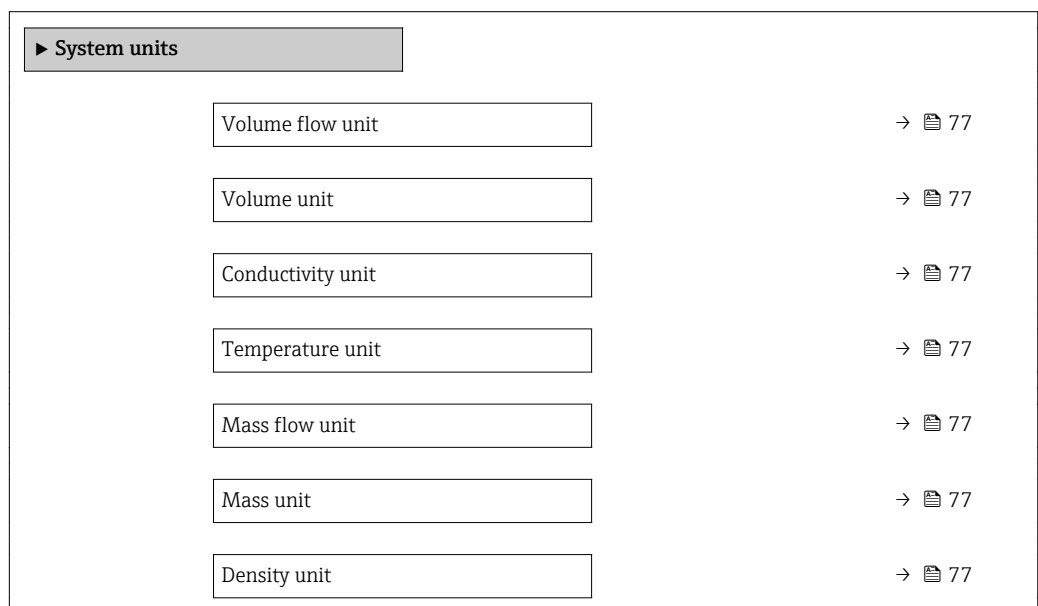 ▶ System units
Volume flow unit → 🖹 77
Volume unit → 🖹 77
Conductivity unit → 🖹 77
Temperature unit → 🖹 77
Mass flow unit → 🖹 77
Mass unit → 🖹 77
Density unit → 🖹 77